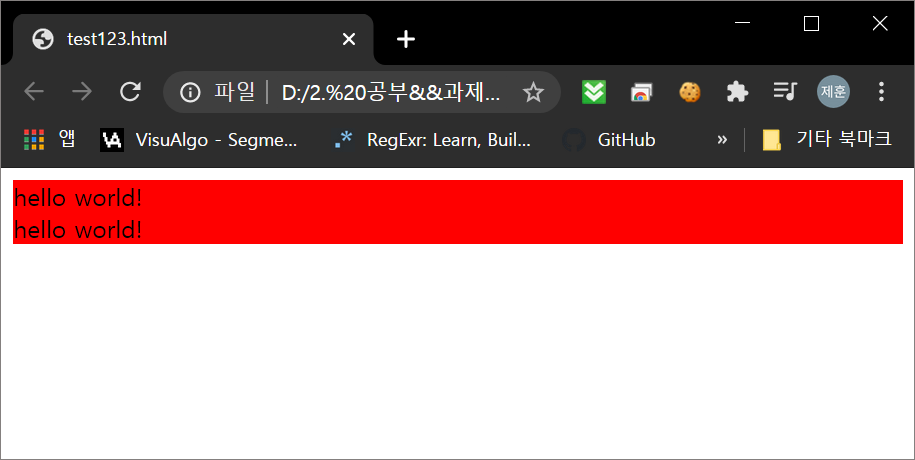 test123.html
파일 | D:/2.%20공부&&과제... 제훈
앱 VisuAlgo - Segme... .* RegExr: Learn, Buil... GitHub » 기타 북마크
hello world!
hello world!